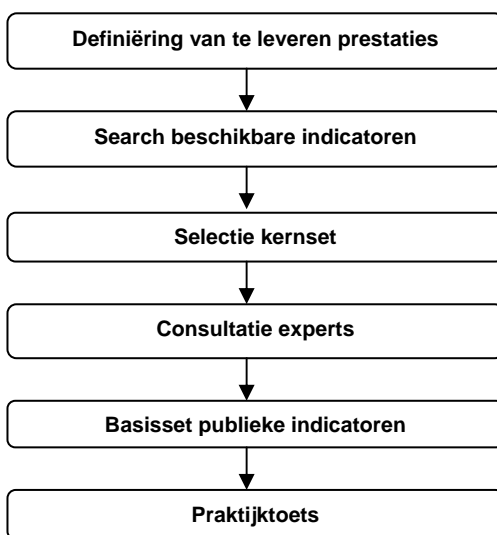 Definiëring van te leveren prestaties
Search beschikbare indicatoren
Selectie kernset
Consultatie experts
Basisset publieke indicatoren
Praktijktoets